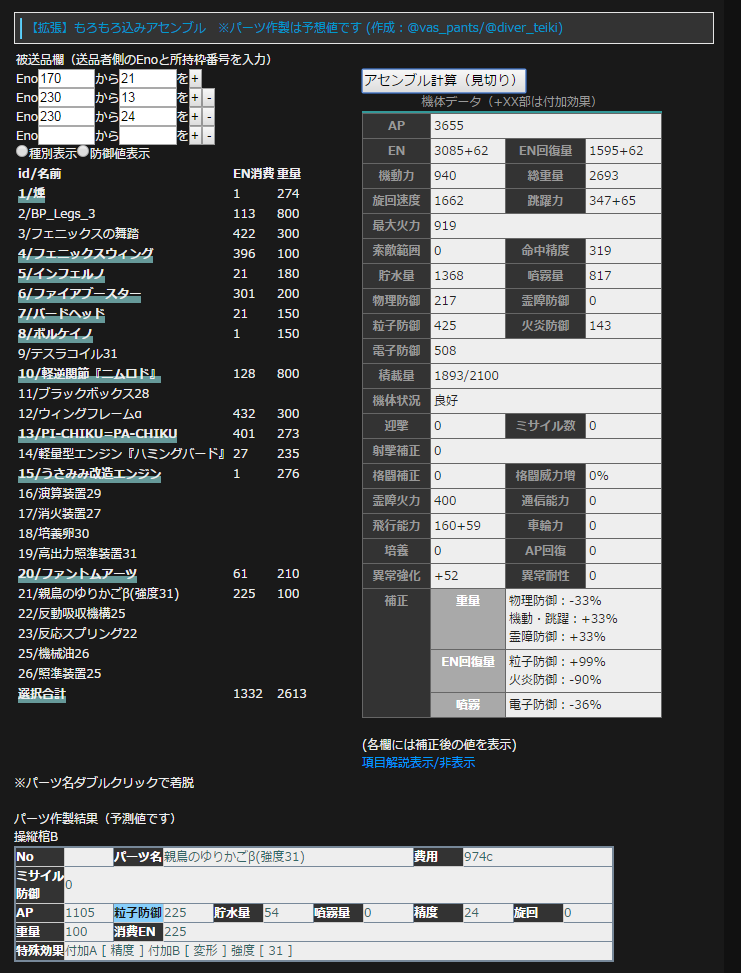 【拡張】もろもろ込みアセンブル　※パーツ作製は予想値です (作成：@vas_pants/@diver_teiki)
被送品欄（送品者側のEnoと所持枠番号を入力）
Eno 170 から 21 を + 
Eno 230 から 13 を + -
Eno 230 から 24 を + -
Eno から を + -
種別表示 防御値表示
id/名前 EN消費 重量
1/煙 1 274
2/BP_Legs_3 113 800
3/フェニックスの舞踏 422 300
4/フェニックスウィング 396 100
5/インフェルノ 21 180
6/ファイアブースター 301 200
7/バードヘッド 21 150
8/ボルケイノ 1 150
9/テスラコイル31
10/軽逆関節『ニムロド』 128 800
11/ブラックボックス28
12/ウィングフレームα 432 300
13/PI-CHIKU=PA-CHIKU 401 273
14/軽量型エンジン『ハミングバード』 27 235
15/うさみみ改造エンジン 1 276
16/演算装置29
17/消火装置27
18/培養卵30
19/高出力照準装置31
20/ファントムアーツ 61 210
21/親鳥のゆりかごβ(強度31) 225 100
22/反動吸収機構25
23/反応スプリング22
25/機械油26
26/照準装置25
選択合計 1332 2613
※パーツ名ダブルクリックで着脱
アセンブル計算（見切り）
機体データ（+XX部は付加効果）
AP 3655
EN 3085+62 EN回復量 1595+62
機動力 940 総重量 2693
旋回速度 1662 跳躍力 347+65
最大火力 919
索敵範囲 0 命中精度 319
貯水量 1368 噴霧量 817
物理防御 217 霊障防御 0
粒子防御 425 火炎防御 143
電子防御 508
積載量 1893/2100
機体状況 良好
迎撃 0 ミサイル数 0
射撃補正 0
格闘補正 0 格闘威力増 0%
霊障火力 400 通信能力 0
飛行能力 160+59 車輪力 0
培養 0 AP回復 0
異常強化 +52 異常耐性 0
補正 重量 物理防御：-33%
機動・跳躍：+33%
霊障防御：+33%
EN回復量 粒子防御：+99%
火炎防御：-90%
噴霧 電子防御：-36%
(各欄には補正後の値を表示)
項目解説表示/非表示
パーツ作製結果（予測値です）
操縦棺B
No パーツ名 親鳥のゆりかごβ(強度31) 費用 974c
ミサイル防御 0
AP 1105 粒子防御 225 貯水量 54 噴霧量 0 精度 24 旋回 0
重量 100 消費EN 225
特殊効果 付加A [ 精度 ] 付加B [ 変形 ] 強度 [ 31 ]